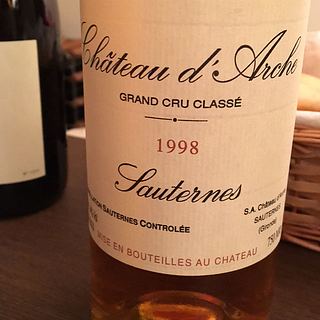 Château d'Arche
GRAND CRU CLASSÉ
1998
Sauternes
SAUTERNES CONTROLÉE
S.A. Château
SAUTERNES
(Gironde)
MISE EN BOUTEILLES AU CHATEAU
750